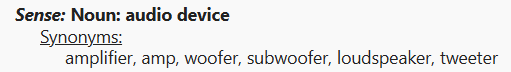 Sense: Noun: audio device
Synonyms:
amplifier, amp, woofer, subwoofer, loudspeaker, tweeter